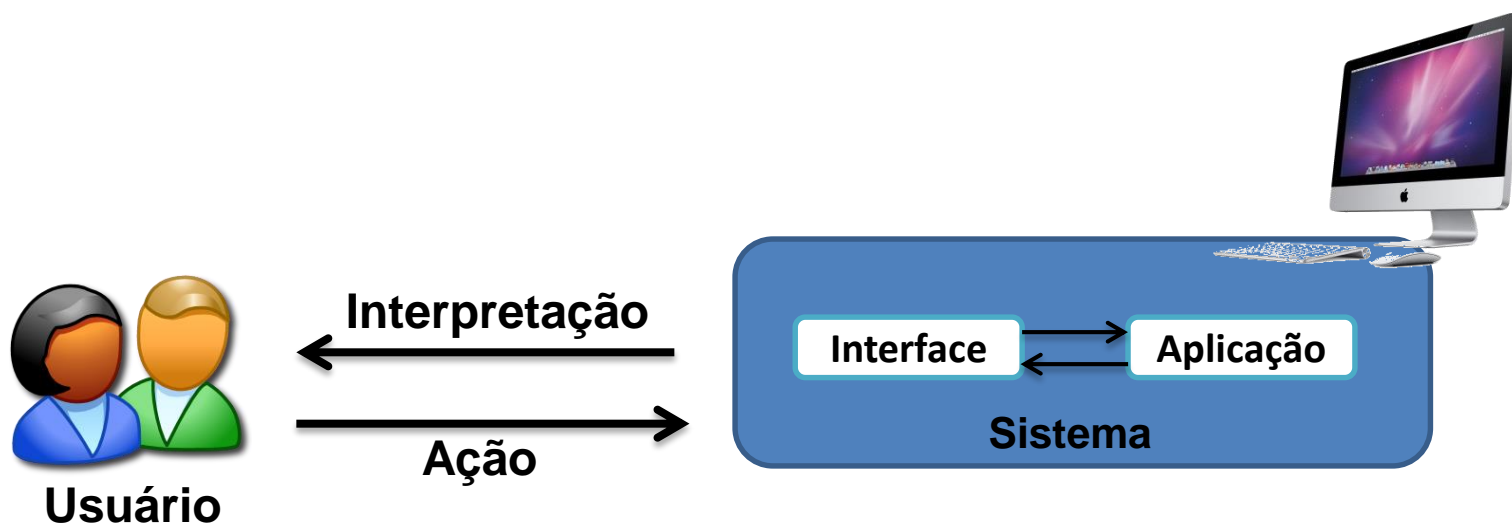 Interpretação
Interface
Aplicação
Sistema
Ação
Usuário